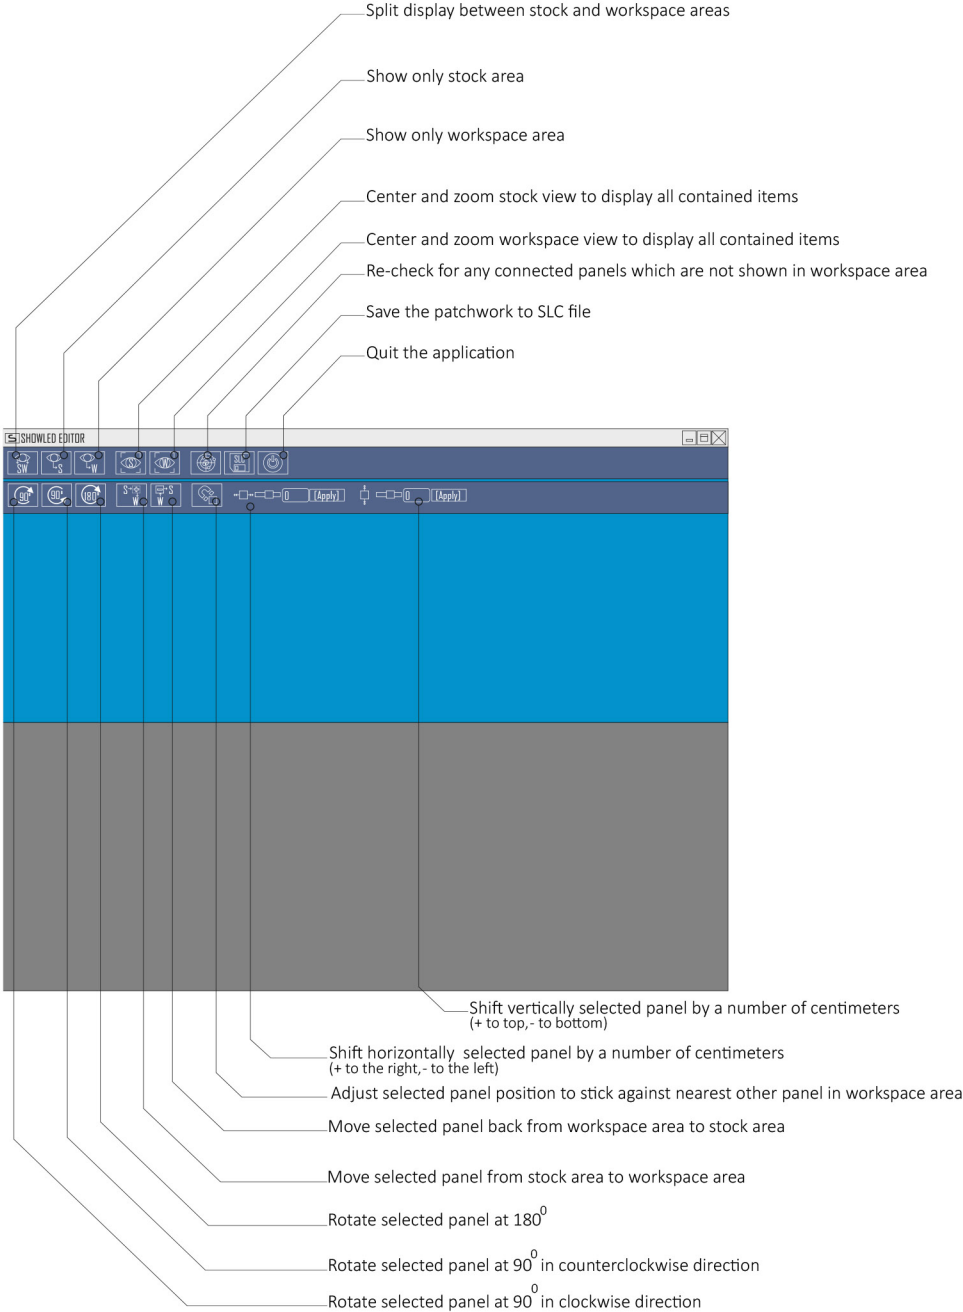 Split display between stock and workspace areas
Show only stock area
Show only workspace area
Center and zoom stock view to display all contained items
Center and zoom workspace view to display all contained items
Re-check for any connected panels which are not shown in workspace area
Save the patchwork to SLC file
Quit the application
S SHOWLED EDITOR
SW S W S W SLC
90° 90° 180° S W S W 0 [Apply] 0 [Apply]
Shift vertically selected panel by a number of centimeters
(+ to top,- to bottom)
Shift horizontally selected panel by a number of centimeters
(+ to the right,- to the left)
Adjust selected panel position to stick against nearest other panel in workspace area
Move selected panel back from workspace area to stock area
Move selected panel from stock area to workspace area
Rotate selected panel at 180⁰
Rotate selected panel at 90⁰ in counterclockwise direction
Rotate selected panel at 90⁰ in clockwise direction